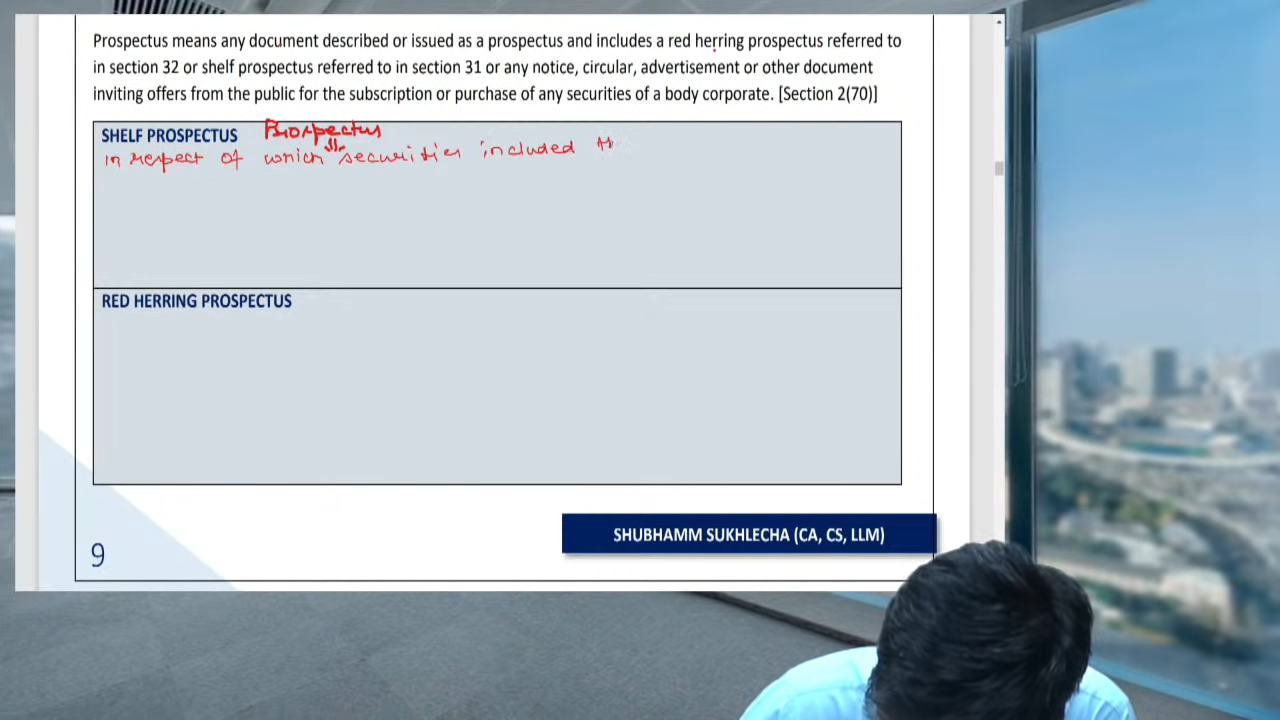 Prospectus means any document described or issued as a prospectus and includes a red herring prospectus referred to
in section 32 or shelf prospectus referred to in section 31 or any notice, circular, advertisement or other document
inviting offers from the public for the subscription or purchase of any securities of a body corporate. [Section 2(70)]
SHELF PROSPECTUS Prospectus
in respect of which securities included
RED HERRING PROSPECTUS
SHUBHAMM SUKHLECHA (CA, CS, LLM)
9